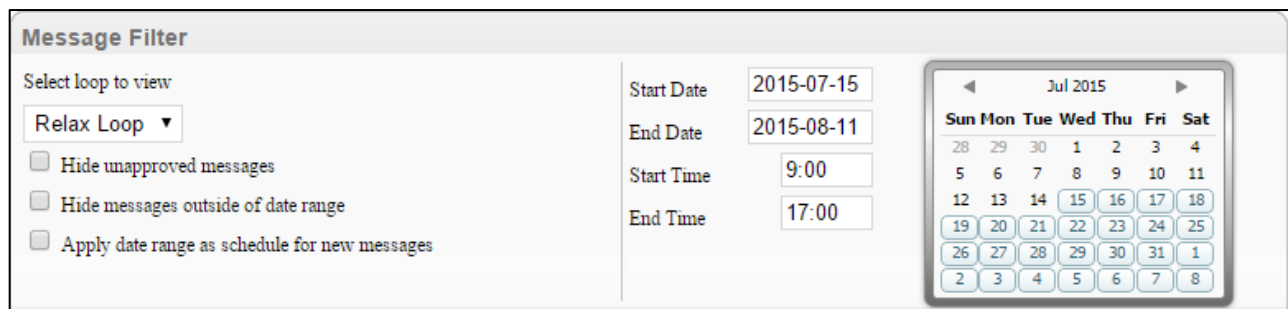 Message Filter
Select loop to view
Relax Loop ▼
Hide unapproved messages
Hide messages outside of date range
Apply date range as schedule for new messages
Start Date 2015-07-15
End Date 2015-08-11
Start Time 9:00
End Time 17:00
◀ Jul 2015 ▶
Sun Mon Tue Wed Thu Fri Sat
28 29 30 1 2 3 4
5 6 7 8 9 10 11
12 13 14 15 16 17 18
19 20 21 22 23 24 25
26 27 28 29 30 31 1
2 3 4 5 6 7 8